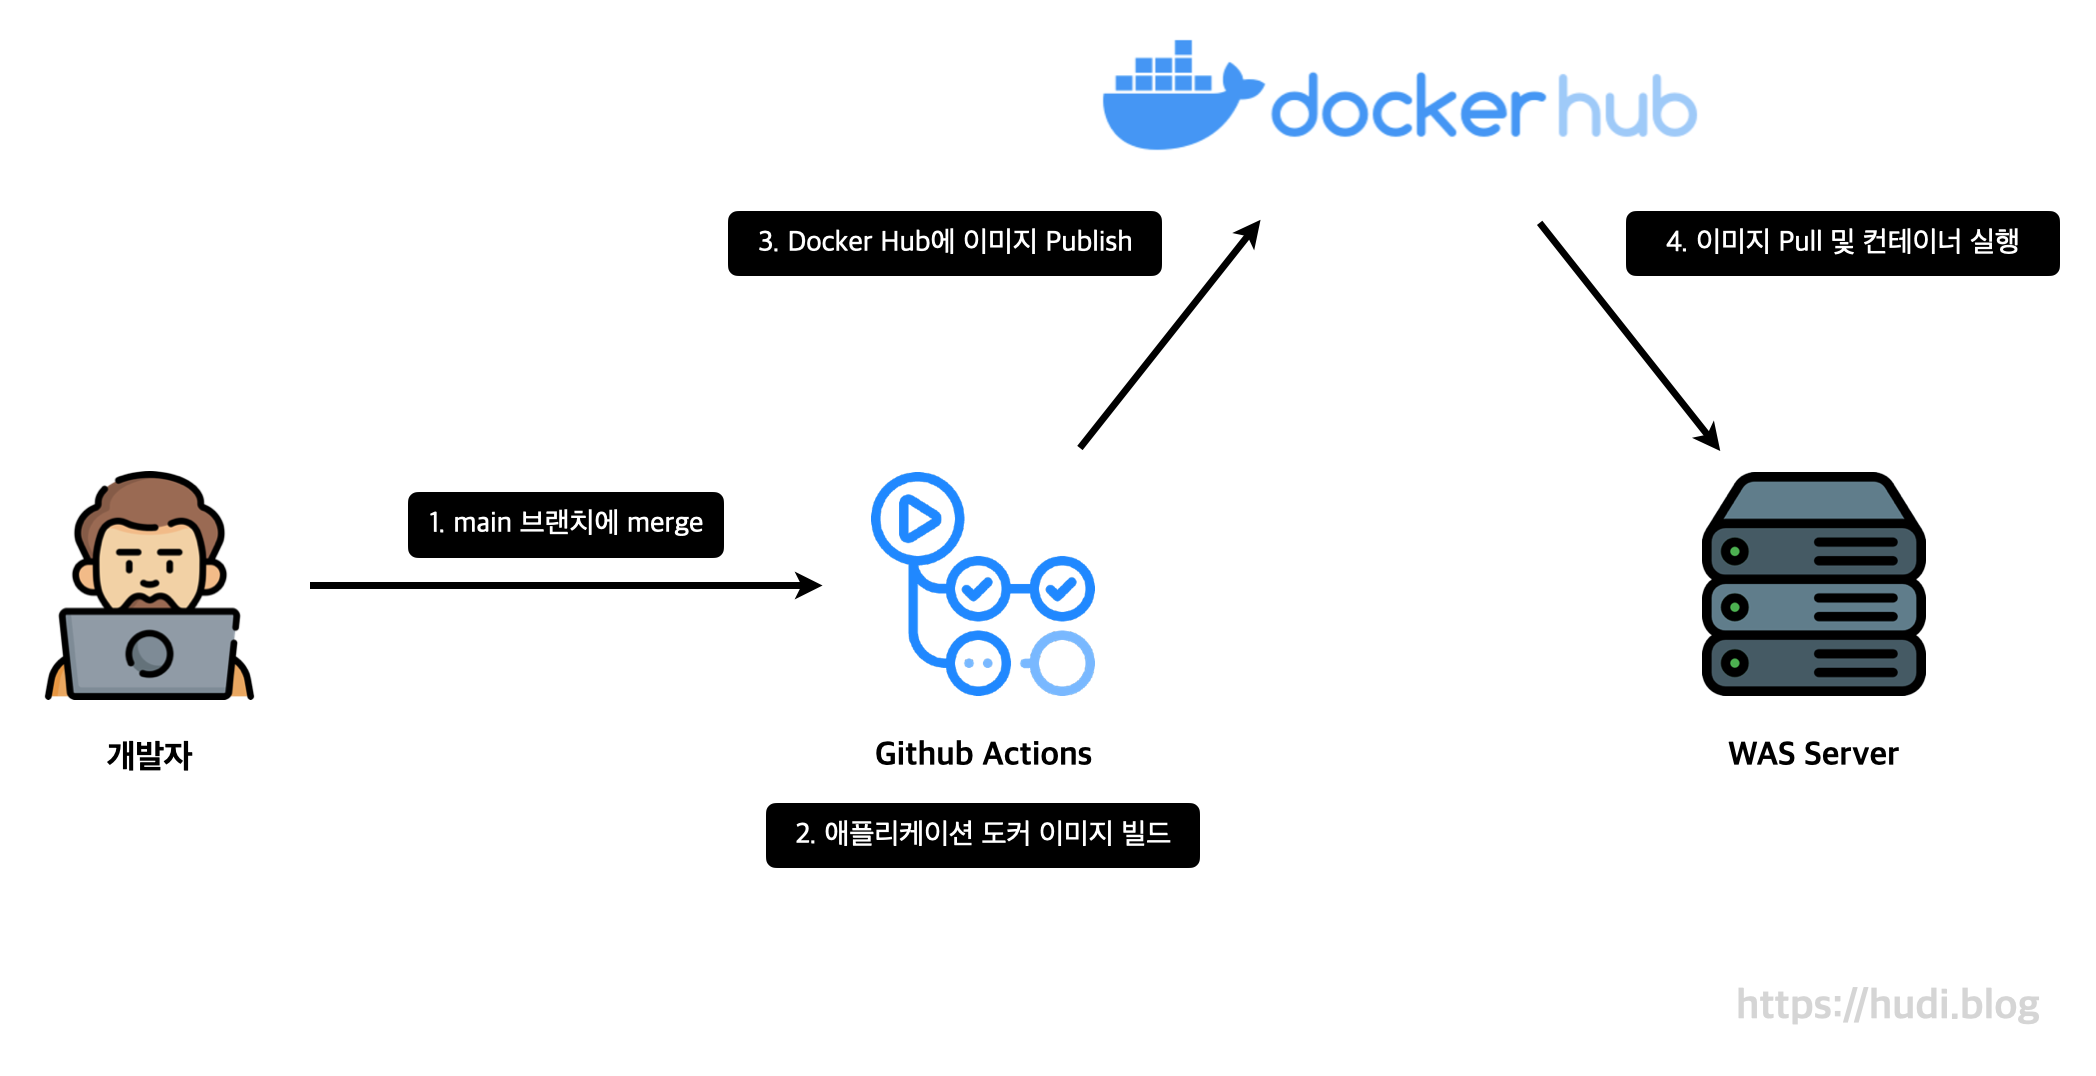 dockerhub
3. Docker Hub에 이미지 Publish
4. 이미지 Pull 및 컨테이너 실행
1. main 브랜치에 merge
개발자
Github Actions
WAS Server
2. 애플리케이션 도커 이미지 빌드
https://hudi.blog